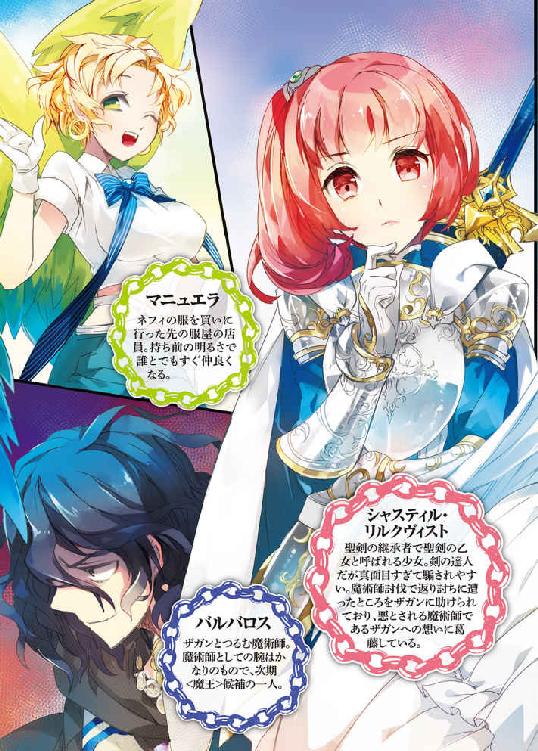 マニュエラ
ネフィの服を買いに
行った先の服屋の店
員。持ち前の明るさで
誰とでもすぐ仲良く
なる。
シャスティル・
リルクヴィスト
聖剣の継承者で聖剣の乙
女と呼ばれる少女。剣の達人
だが真面目すぎて騙されやす
い。魔術師討伐で返り討ちに遭
ったところをザガンに助けられ
ており、悪とされる魔術師で
あるザガンへの想いに葛
藤している。
バルバロス
ザガンとつるむ魔術師。
魔術師としての腕はか
なりのもので、次期
<魔王>候補の一人。